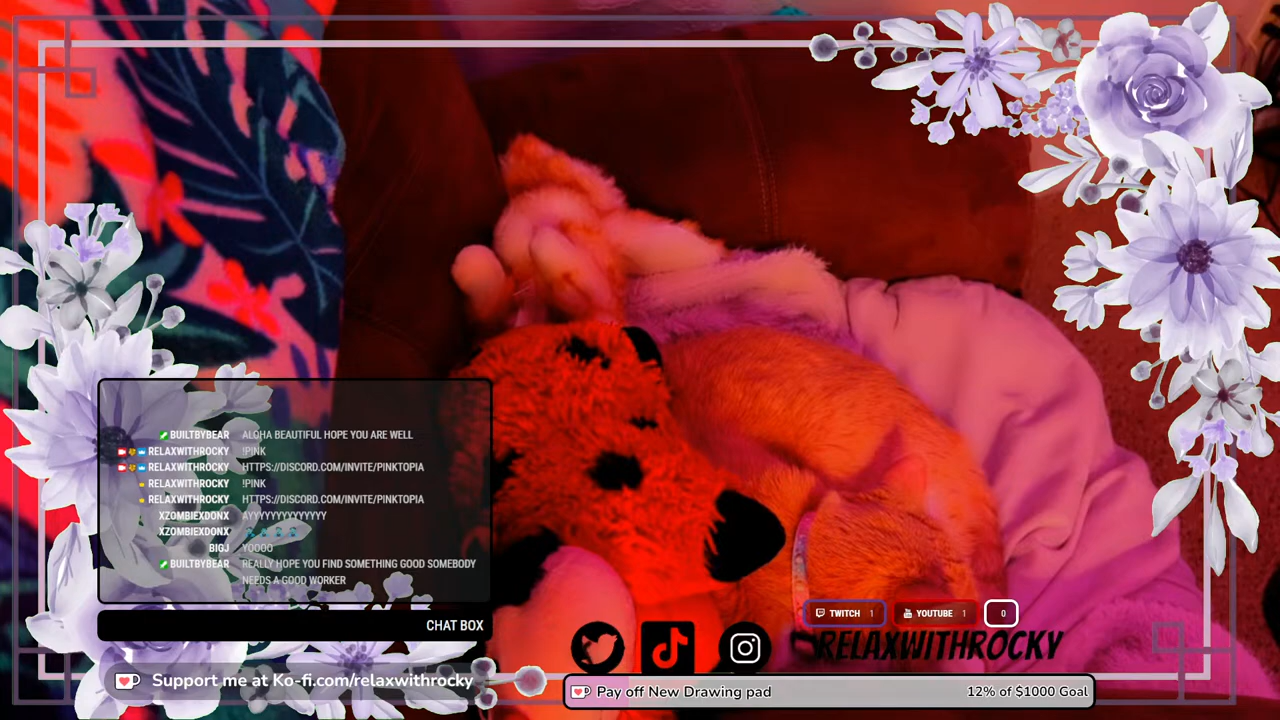 BUILTBYBEAR ALOHA BEAUTIFUL HOPE YOU ARE WELL
RELAXWITHROCKY !PINK
RELAXWITHROCKY HTTPS://DISCORD.COM/INVITE/PINKTOPIA
RELAXWITHROCKY !PINK
RELAXWITHROCKY HTTPS://DISCORD.COM/INVITE/PINKTOPIA
XZOMBIEXDONX AYYYYYYYYYYYYY
XZOMBIEXDONX
BIGJ YOOOO
BUILTBYBEAR REALLY HOPE YOU FIND SOMETHING GOOD SOMEBODY
NEEDS A GOOD WORKER
CHAT BOX
TWITCH 1 YOUTUBE 1 0
RELAXWITHROCKY
Support me at Ko-fi.com/relaxwithrocky
Pay off New Drawing pad 12% of $1000 Goal